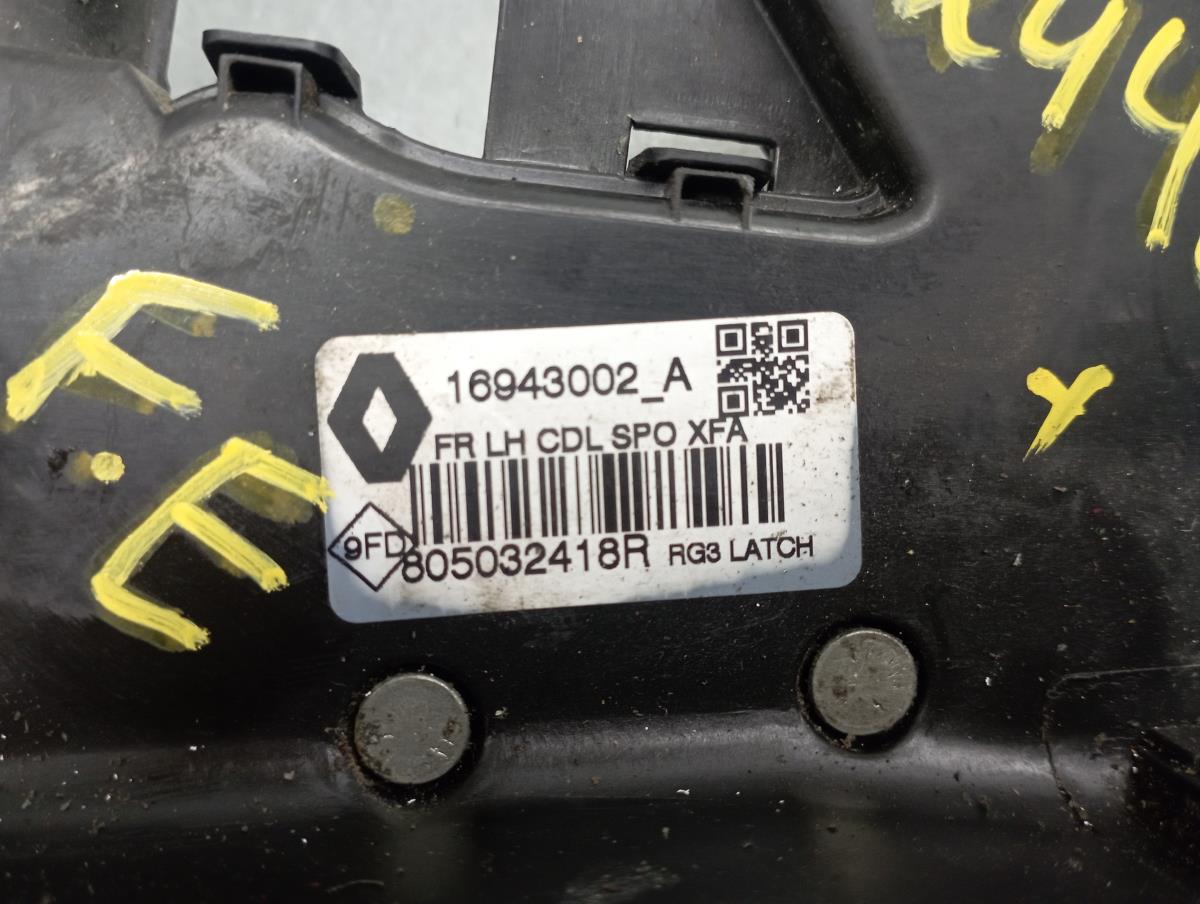 F.
E
Y
16943002_A
FR LH CDL SPO XFA
9FD
805032418R RG3 LATCH